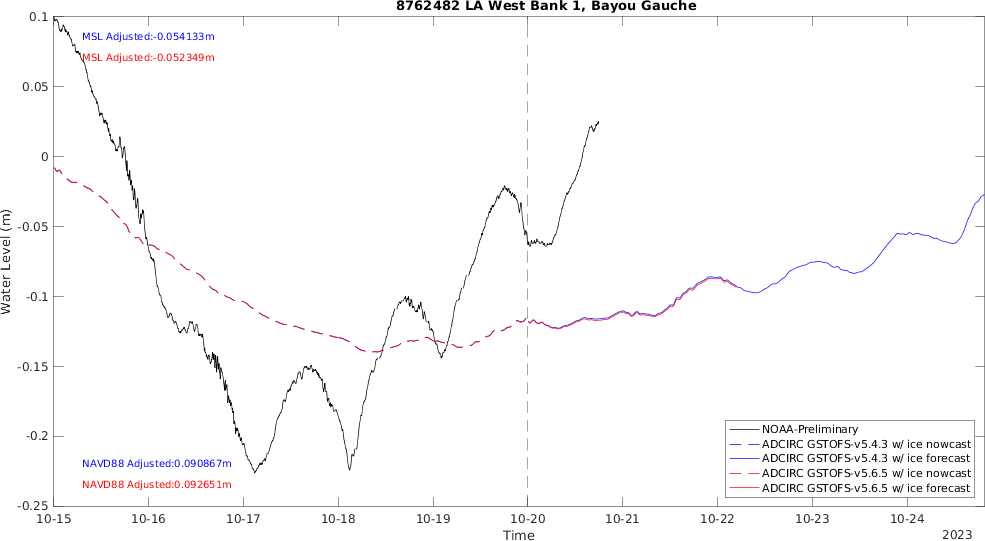 8762482 LA West Bank 1, Bayou Gauche
MSL Adjusted:-0.054133m
MSL Adjusted:-0.052349m
0.1
0.05
0
-0.05
-0.1
-0.15
-0.2
-0.25
Water Level (m)
NAVD88 Adjusted:0.090867m
NAVD88 Adjusted:0.092651m
NOAA-Preliminary
ADCIRC GSTOFS-v5.4.3 w/ ice nowcast
ADCIRC GSTOFS-v5.4.3 w/ ice forecast
ADCIRC GSTOFS-v5.6.5 w/ ice nowcast
ADCIRC GSTOFS-v5.6.5 w/ ice forecast
10-15 10-16 10-17 10-18 10-19 10-20 10-21 10-22 10-23 10-24
Time
2023